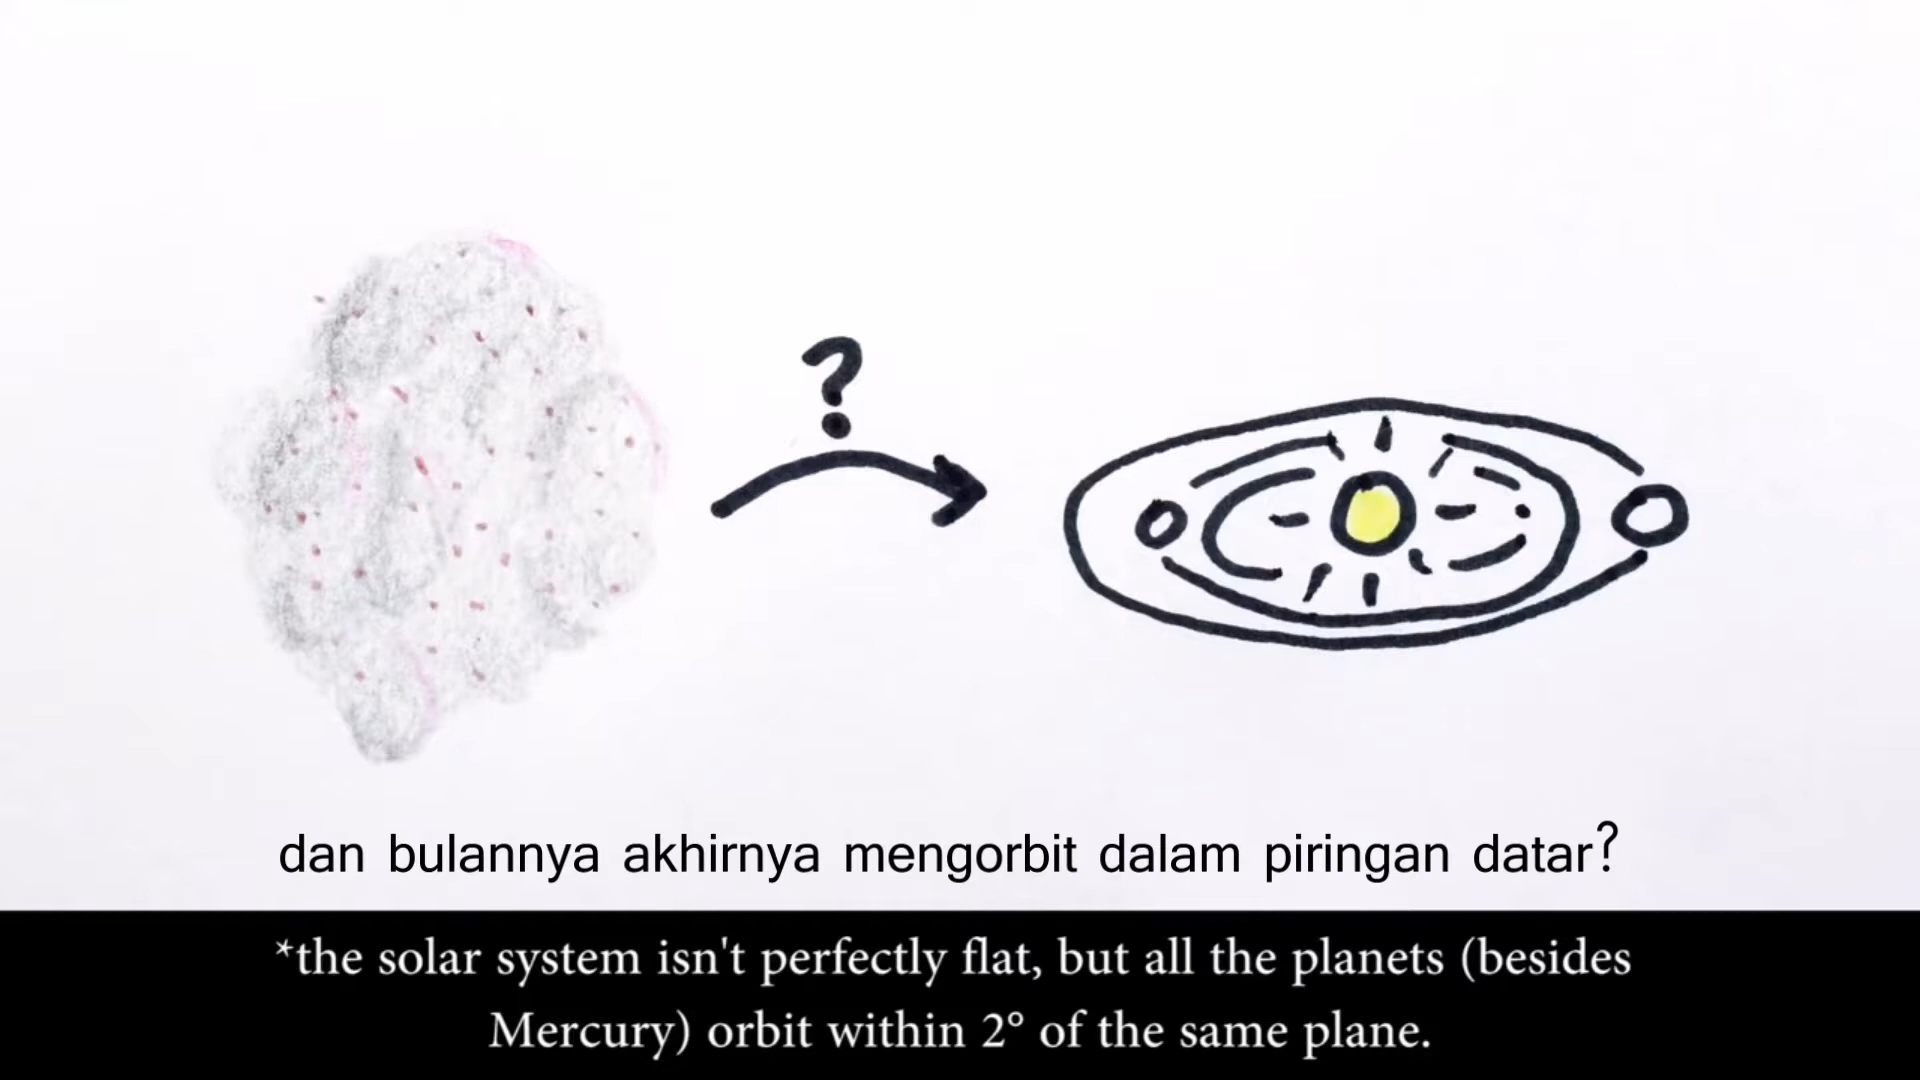 ?
dan bulannya akhirnya mengorbit dalam piringan datar?
*the solar system isn't perfectly flat, but all the planets (besides
Mercury) orbit within 2° of the same plane.